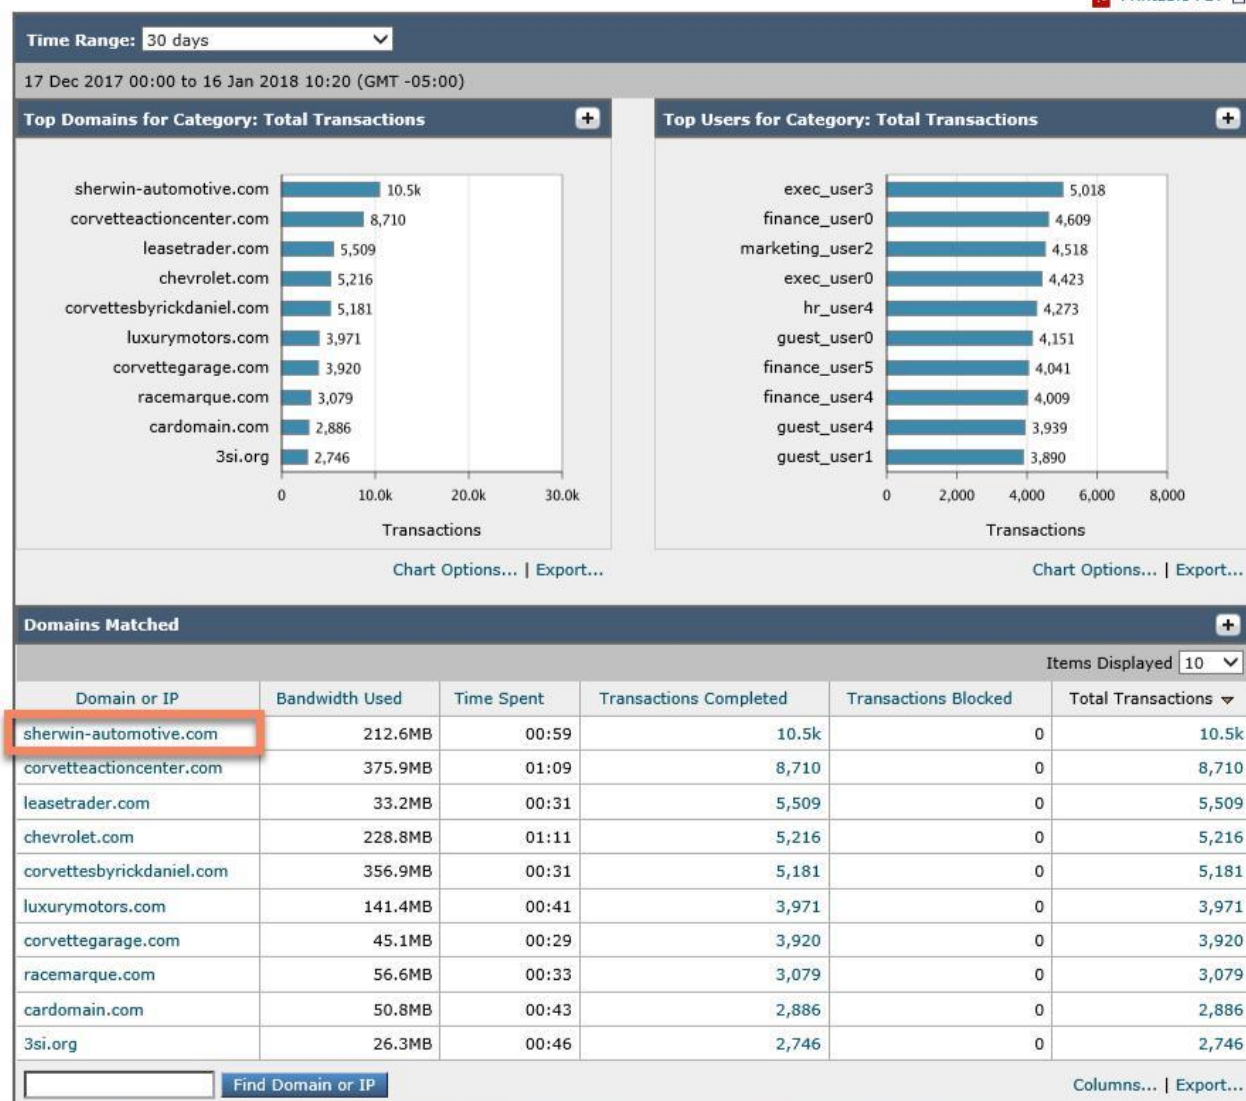 Time Range: 30 days
17 Dec 2017 00:00 to 16 Jan 2018 10:20 (GMT -05:00)
Top Domains for Category: Total Transactions
sherwin-automotive.com 10.5k
corvetteactioncenter.com 8,710
leasetrader.com 5,509
chevrolet.com 5,216
corvettesbyrickdaniel.com 5,181
luxurymotors.com 3,971
corvettegarage.com 3,920
racemarque.com 3,079
cardomain.com 2,886
3si.org 2,746
0 10.0k 20.0k 30.0k
Transactions
Chart Options... | Export...
Top Users for Category: Total Transactions
exec_user3 5,018
finance_user0 4,609
marketing_user2 4,518
exec_user0 4,423
hr_user4 4,273
guest_user0 4,151
finance_user5 4,041
finance_user4 4,009
guest_user4 3,939
guest_user1 3,890
0 2,000 4,000 6,000 8,000
Transactions
Chart Options... | Export...
Domains Matched
Items Displayed 10
Domain or IP Bandwidth Used Time Spent Transactions Completed Transactions Blocked Total Transactions
sherwin-automotive.com 212.6MB 00:59 10.5k 0 10.5k
corvetteactioncenter.com 375.9MB 01:09 8,710 0 8,710
leasetrader.com 33.2MB 00:31 5,509 0 5,509
chevrolet.com 228.8MB 01:11 5,216 0 5,216
corvettesbyrickdaniel.com 356.9MB 00:31 5,181 0 5,181
luxurymotors.com 141.4MB 00:41 3,971 0 3,971
corvettegarage.com 45.1MB 00:29 3,920 0 3,920
racemarque.com 56.6MB 00:33 3,079 0 3,079
cardomain.com 50.8MB 00:43 2,886 0 2,886
3si.org 26.3MB 00:46 2,746 0 2,746
Find Domain or IP Columns... | Export...